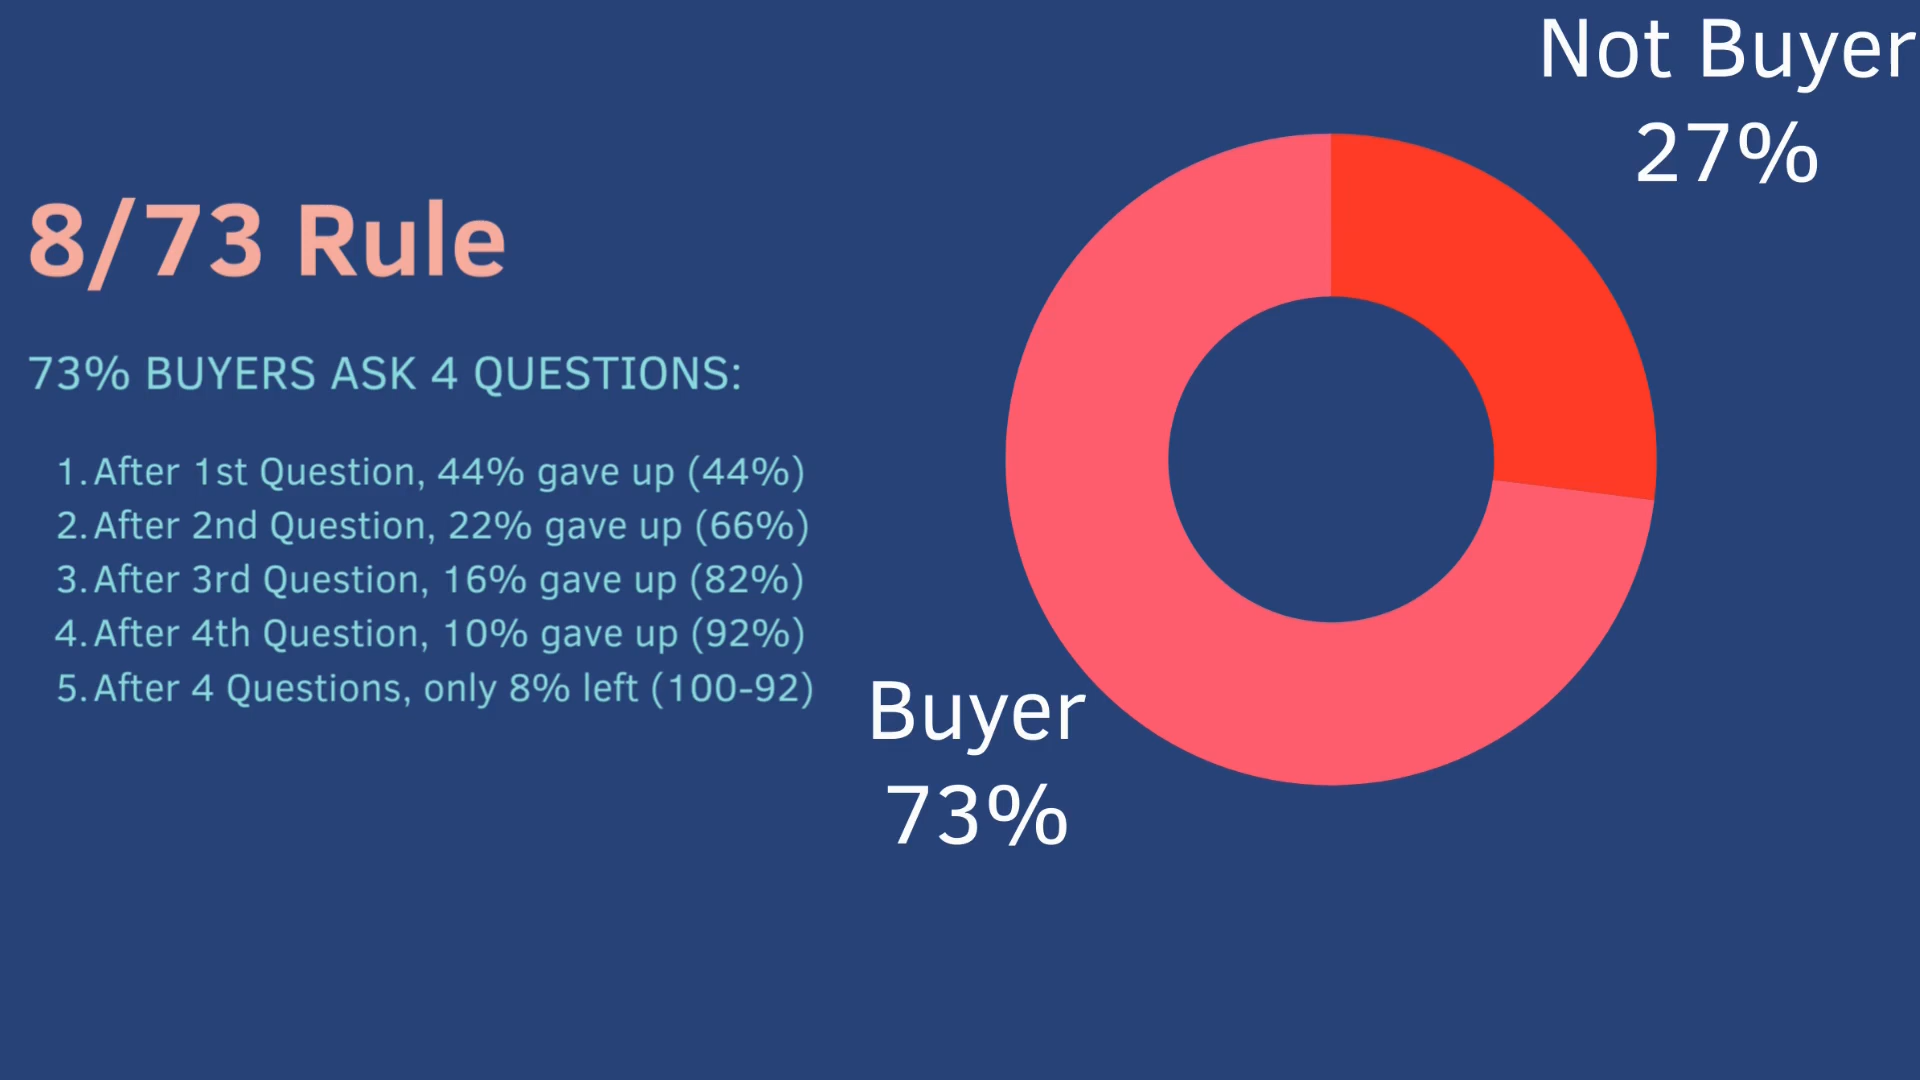 8/73 Rule
73% BUYERS ASK 4 QUESTIONS:
1. After 1st Question, 44% gave up (44%)
2. After 2nd Question, 22% gave up (66%)
3. After 3rd Question, 16% gave up (82%)
4. After 4th Question, 10% gave up (92%)
5. After 4 Questions, only 8% left (100-92)
Not Buyer
27%
Buyer
73%